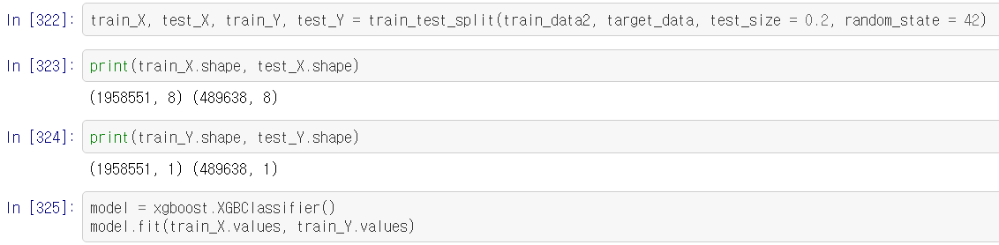 In [322]: train_X, test_X, train_Y, test_Y = train_test_split(train_data2, target_data, test_size = 0.2, random_state = 42)
In [323]: print(train_X.shape, test_X.shape)
(1958551, 8) (489638, 8)
In [324]: print(train_Y.shape, test_Y.shape)
(1958551, 1) (489638, 1)
In [325]: model = xgboost.XGBClassifier()
model.fit(train_X.values, train_Y.values)